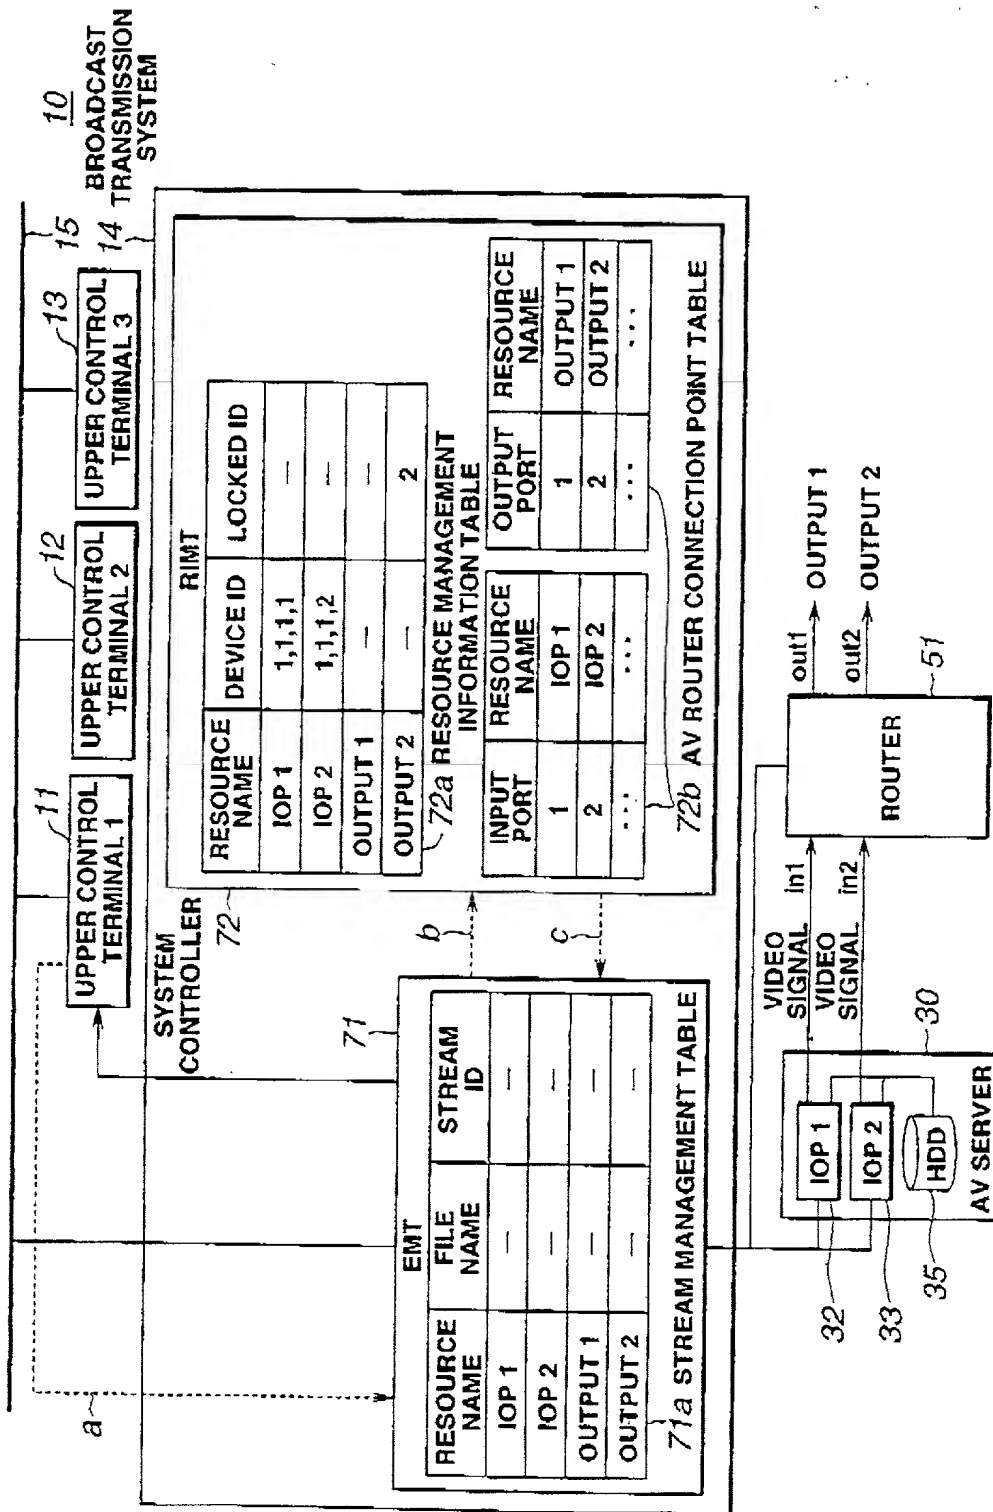 10
BROADCAST
TRANSMISSION
SYSTEM
15
14
11
UPPER CONTROL
TERMINAL 1
12
UPPER CONTROL
TERMINAL 2
13
UPPER CONTROL
TERMINAL 3
a
SYSTEM
CONTROLLER
71
EMT
RESOURCE
NAME
FILE
NAME
STREAM
ID
IOP 1 — —
IOP 2 — —
OUTPUT 1 — —
OUTPUT 2 — —
71a STREAM MANAGEMENT TABLE
b
c
72
RIMT
RESOURCE
NAME
DEVICE ID
LOCKED ID
IOP 1 1,1,1,1 —
IOP 2 1,1,1,2 —
OUTPUT 1 — —
OUTPUT 2 — 2
72a RESOURCE MANAGEMENT
INFORMATION TABLE
INPUT
PORT
RESOURCE
NAME
1 IOP 1
2 IOP 2
... ...
OUTPUT
PORT
RESOURCE
NAME
1 OUTPUT 1
2 OUTPUT 2
... ...
72b AV ROUTER CONNECTION POINT TABLE
32
33
35
IOP 1
IOP 2
HDD
AV SERVER
30
VIDEO
SIGNAL
in1
VIDEO
SIGNAL
in2
ROUTER
51
out1
OUTPUT 1
out2
OUTPUT 2